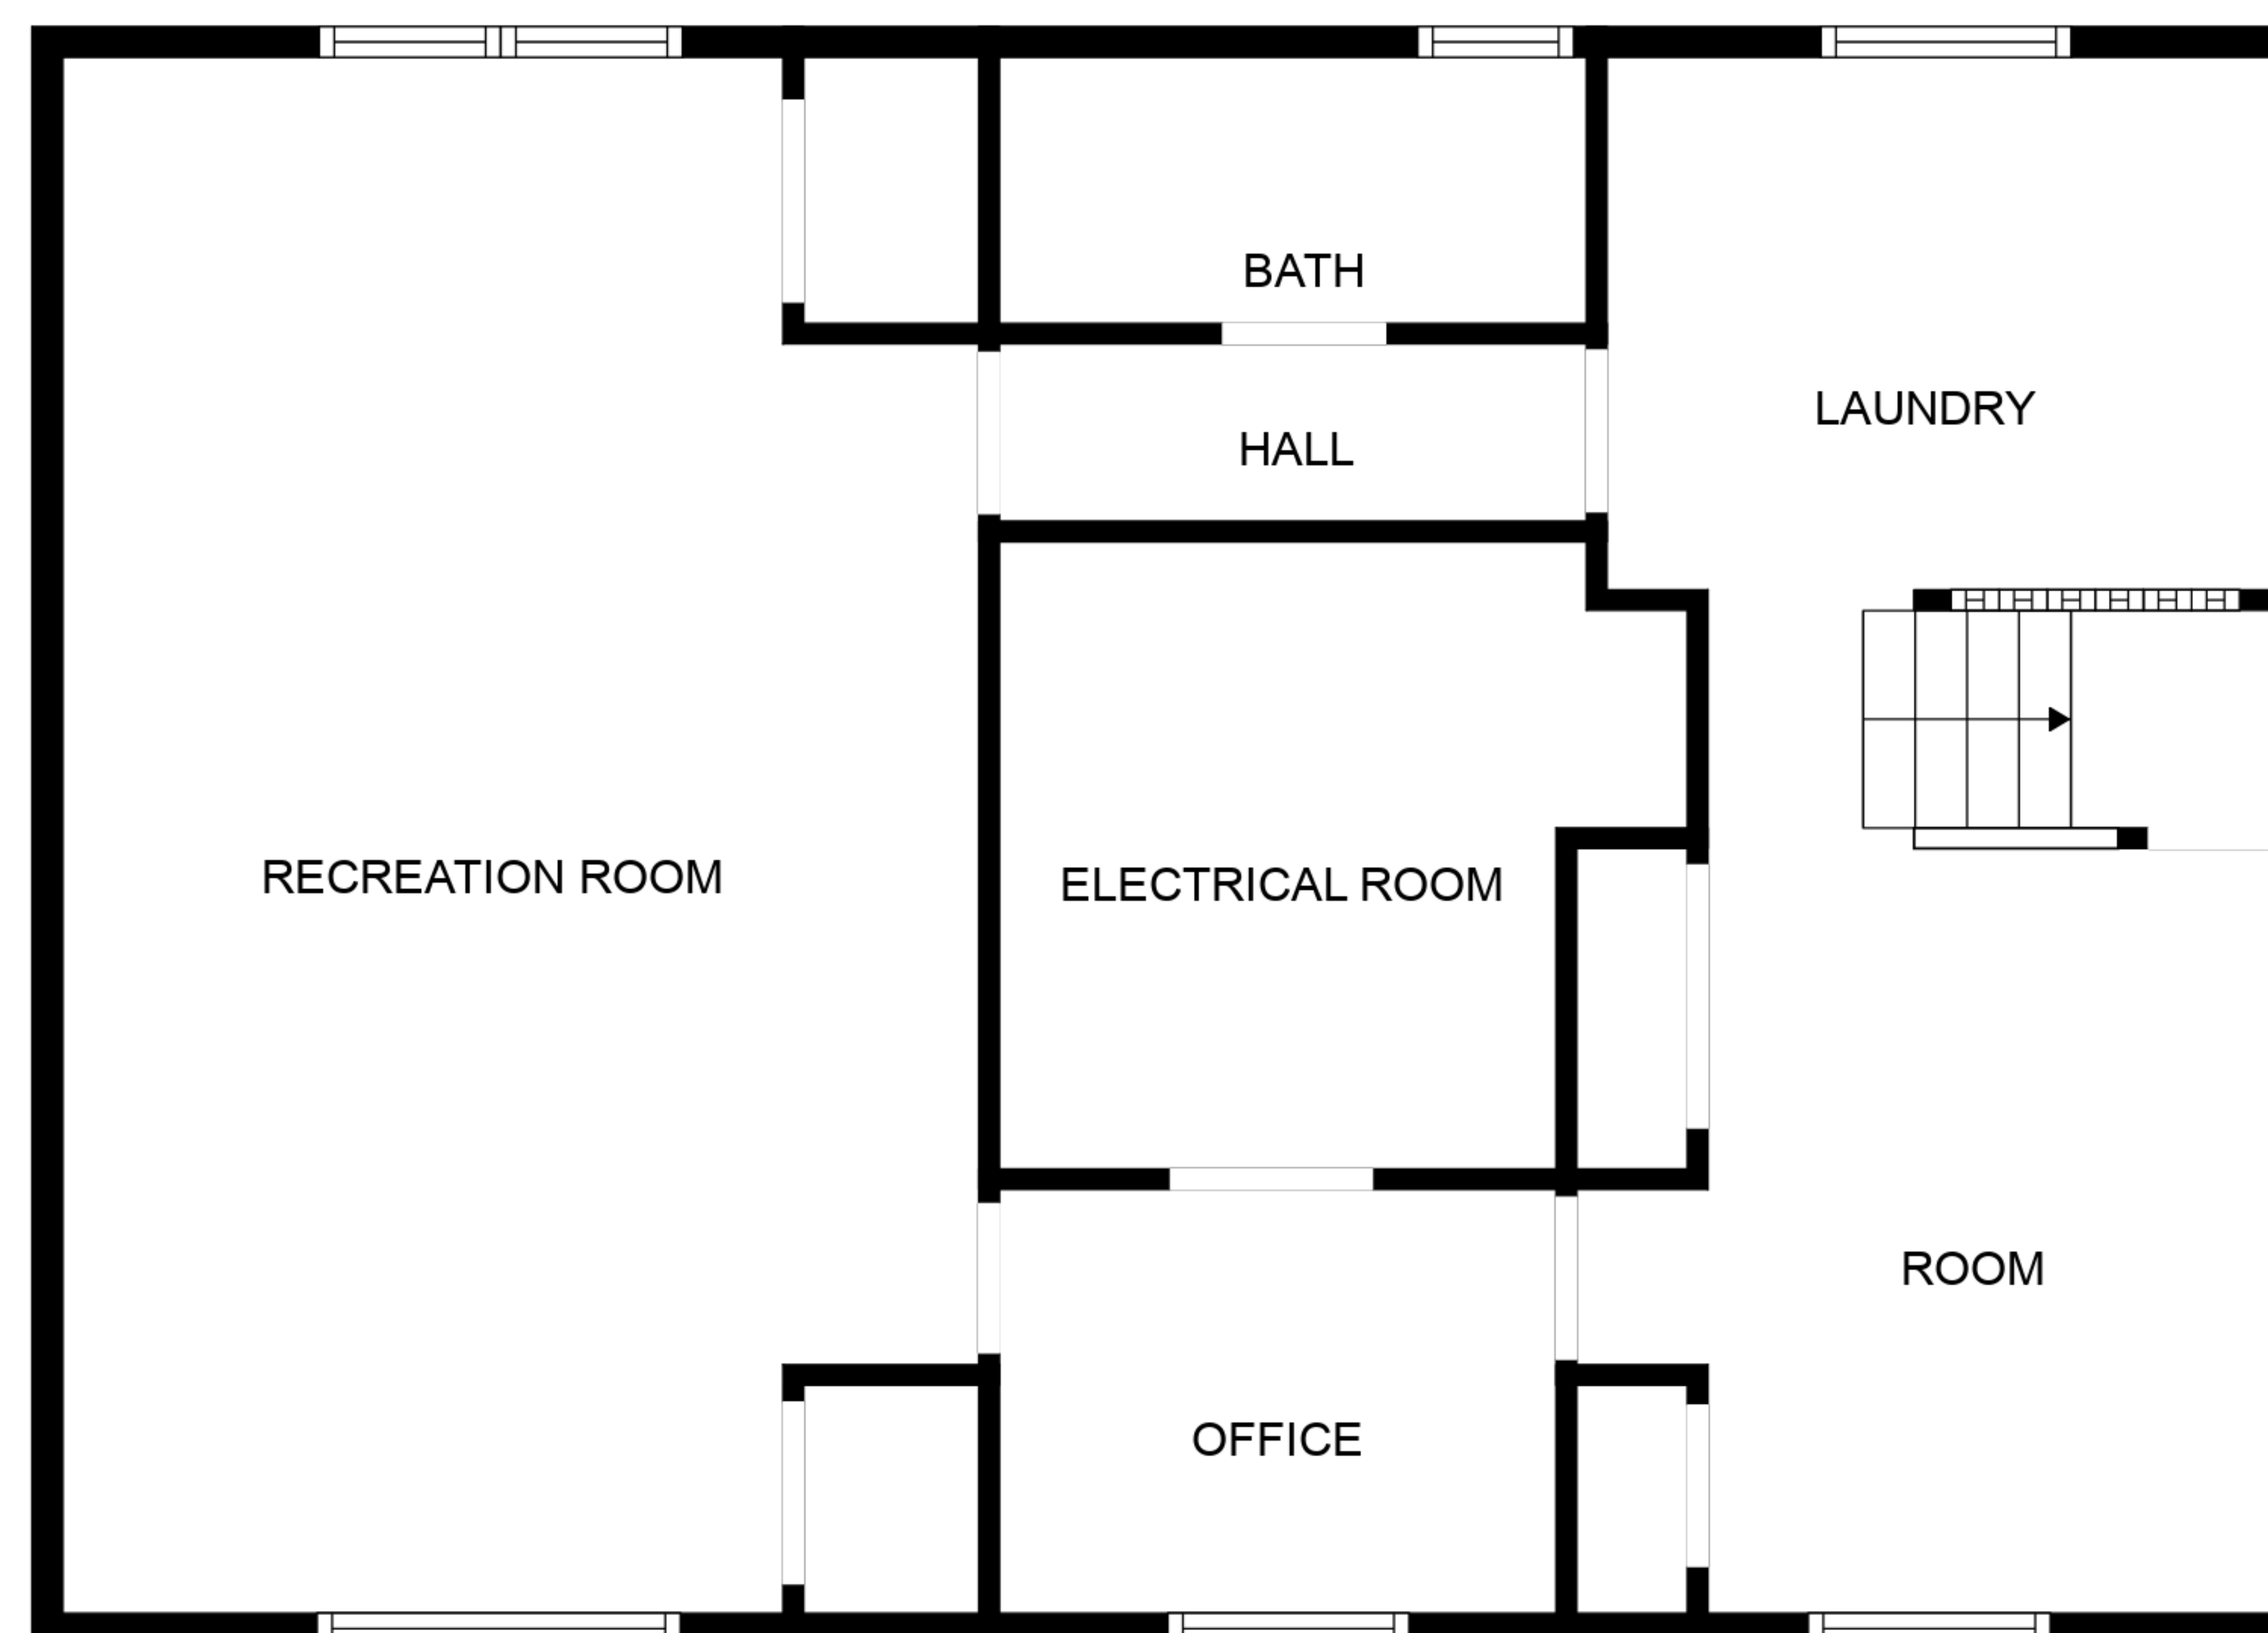 BATH
LAUNDRY
HALL
RECREATION ROOM
ELECTRICAL ROOM
ROOM
OFFICE